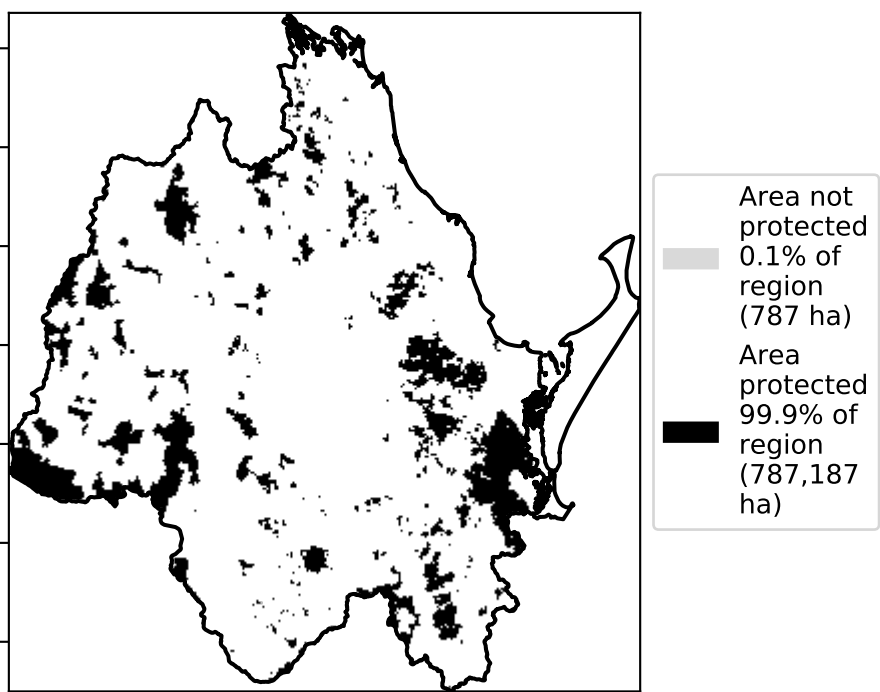 Area not
protected
0.1% of
region
(787 ha)
Area
protected
99.9% of
region
(787,187
ha)